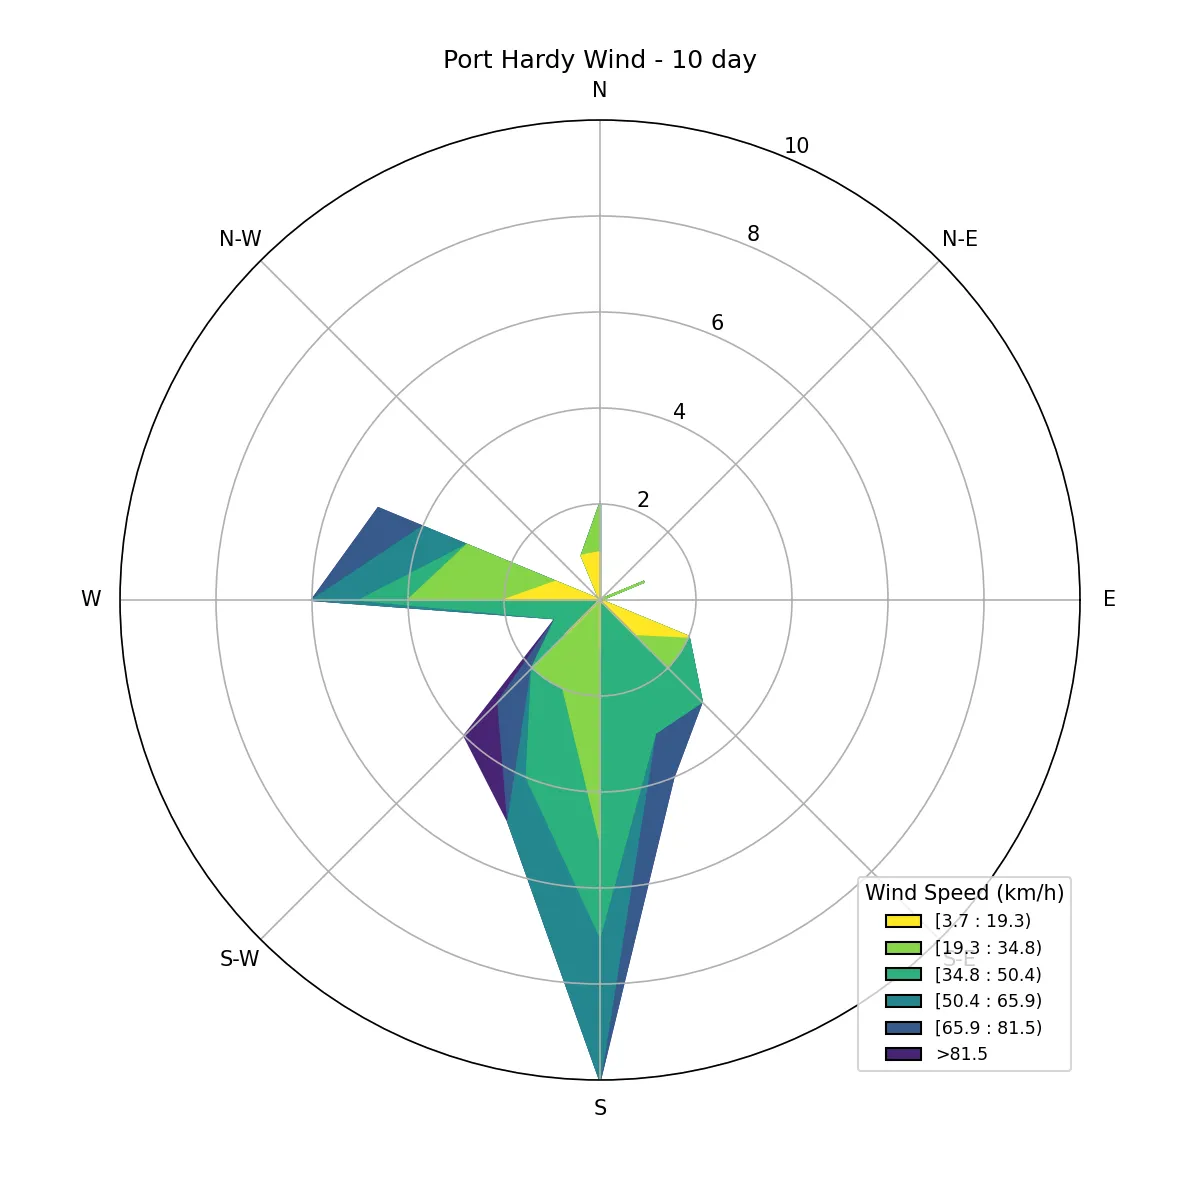 Port Hardy Wind - 10 day
N
10
N-W
8
N-E
6
4
2
W
E
S-W
S-E
S
Wind Speed (km/h)
[3.7 : 19.3)
[19.3 : 34.8)
[34.8 : 50.4)
[50.4 : 65.9)
[65.9 : 81.5)
>81.5